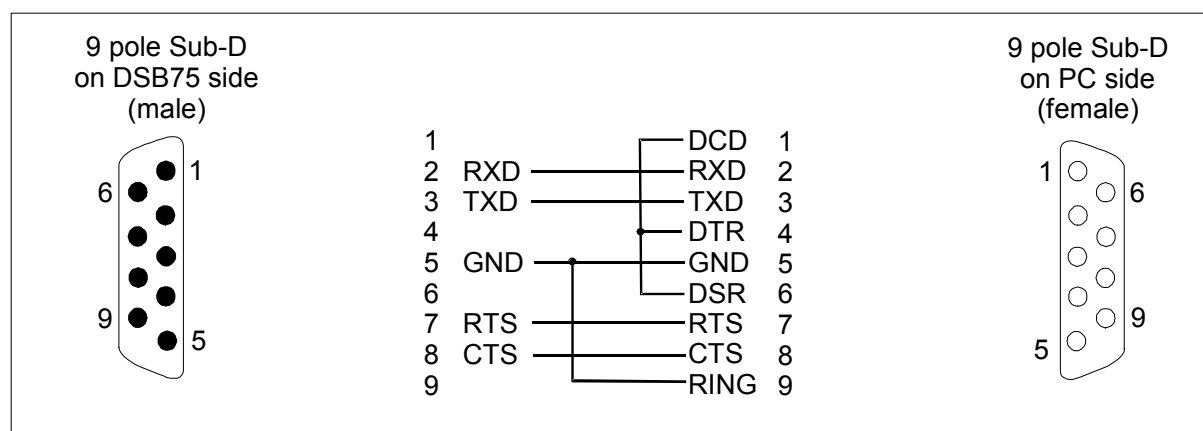 9 pole Sub-D
on DSB75 side
(male)
1
6
9
5
1
2 RXD
3 TXD
4
5 GND
6
7 RTS
8 CTS
9
DCD 1
RXD 2
TXD 3
DTR 4
GND 5
DSR 6
RTS 7
CTS 8
RING 9
9 pole Sub-D
on PC side
(female)
1
6
9
5